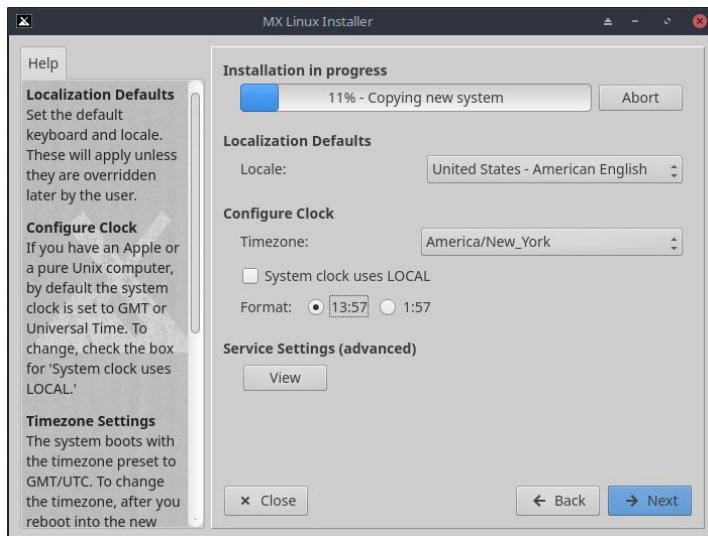 MX Linux Installer
Help
Localization Defaults
Set the default
keyboard and locale.
These will apply unless
they are overridden
later by the user.
Configure Clock
If you have an Apple or
a pure Unix computer,
by default the system
clock is set to GMT or
Universal Time. To
change, check the box
for 'System clock uses
LOCAL.'
Timezone Settings
The system boots with
the timezone preset to
GMT/UTC. To change
the timezone, after you
reboot into the new
Installation in progress
11% - Copying new system
Abort
Localization Defaults
Locale: United States - American English
Configure Clock
Timezone: America/New_York
System clock uses LOCAL
Format: 13:57 1:57
Service Settings (advanced)
View
Close Back Next